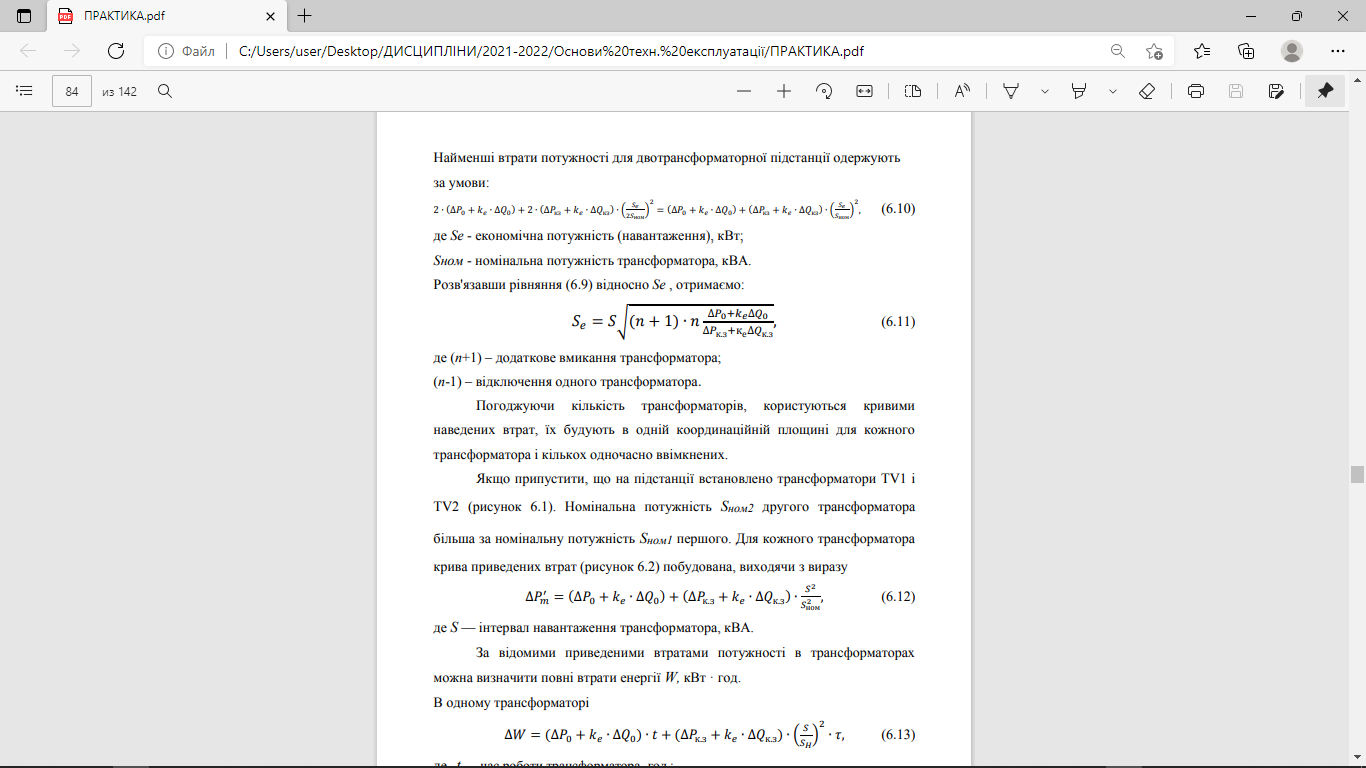 ПРАКТИКА.pdf
Файл
C:/Users/user/Desktop/ДИСЦИПЛІНИ/2021-2022/Основи%20техн.%20експлуатації/ПРАКТИКА.pdf
84 из 142
Найменші втрати потужності для двотрансформаторної підстанції одержують
за умови:
2 · (ΔP₀ + kₑ · ΔQ₀) + 2 · (ΔPкз + kₑ · ΔQкз) · (Sₑ/2Sном)² = (ΔP₀ + kₑ · ΔQ₀) + (ΔPкз + kₑ · ΔQкз) · (Sₑ/Sном)², (6.10)
де Se - економічна потужність (навантаження), кВт;
Sном - номінальна потужність трансформатора, кВА.
Розв'язавши рівняння (6.9) відносно Se , отримаємо:
Sₑ = S√((n + 1) · n (ΔP₀+kₑΔQ₀)/(ΔPк.з+кеΔQк.з)), (6.11)
де (n+1) – додаткове вмикання трансформатора;
(n-1) – відключення одного трансформатора.
Погоджуючи кількість трансформаторів, користуються кривими
наведених втрат, їх будують в одній координаційній площині для кожного
трансформатора і кількох одночасно ввімкнених.
Якщо припустити, що на підстанції встановлено трансформатори TV1 і
TV2 (рисунок 6.1). Номінальна потужність Sном2 другого трансформатора
більша за номінальну потужність Sном1 першого. Для кожного трансформатора
крива приведених втрат (рисунок 6.2) побудована, виходячи з виразу
ΔP′ₘ = (ΔP₀ + kₑ · ΔQ₀) + (ΔPк.з + kₑ · ΔQк.з) · S²/S²ном, (6.12)
де S — інтервал навантаження трансформатора, кВА.
За відомими приведеними втратами потужності в трансформаторах
можна визначити повні втрати енергії W, кВт · год.
В одному трансформаторі
ΔW = (ΔP₀ + kₑ · ΔQ₀) · t + (ΔPк.з + kₑ · ΔQк.з) · (S/Sн)² · τ, (6.13)
де t — час роботи трансформатора, год.;